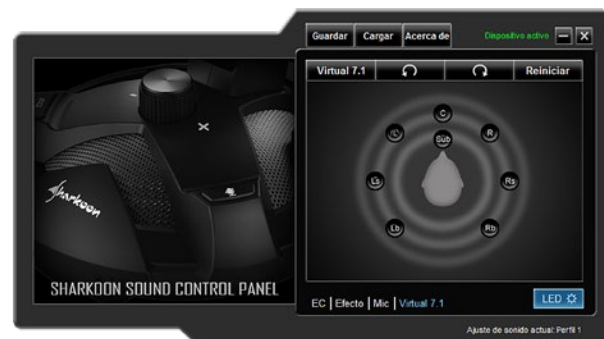 Guardar Cargar Acerca de Dispositivo activo
Virtual 7.1 Reiniciar
C
L R
Sub
Ls Rs
Lb Rb
Sharkoon
SHARKOON SOUND CONTROL PANEL
EC | Efecto | Mic | Virtual 7.1 LED
Ajuste de sonido actual: Perfil 1